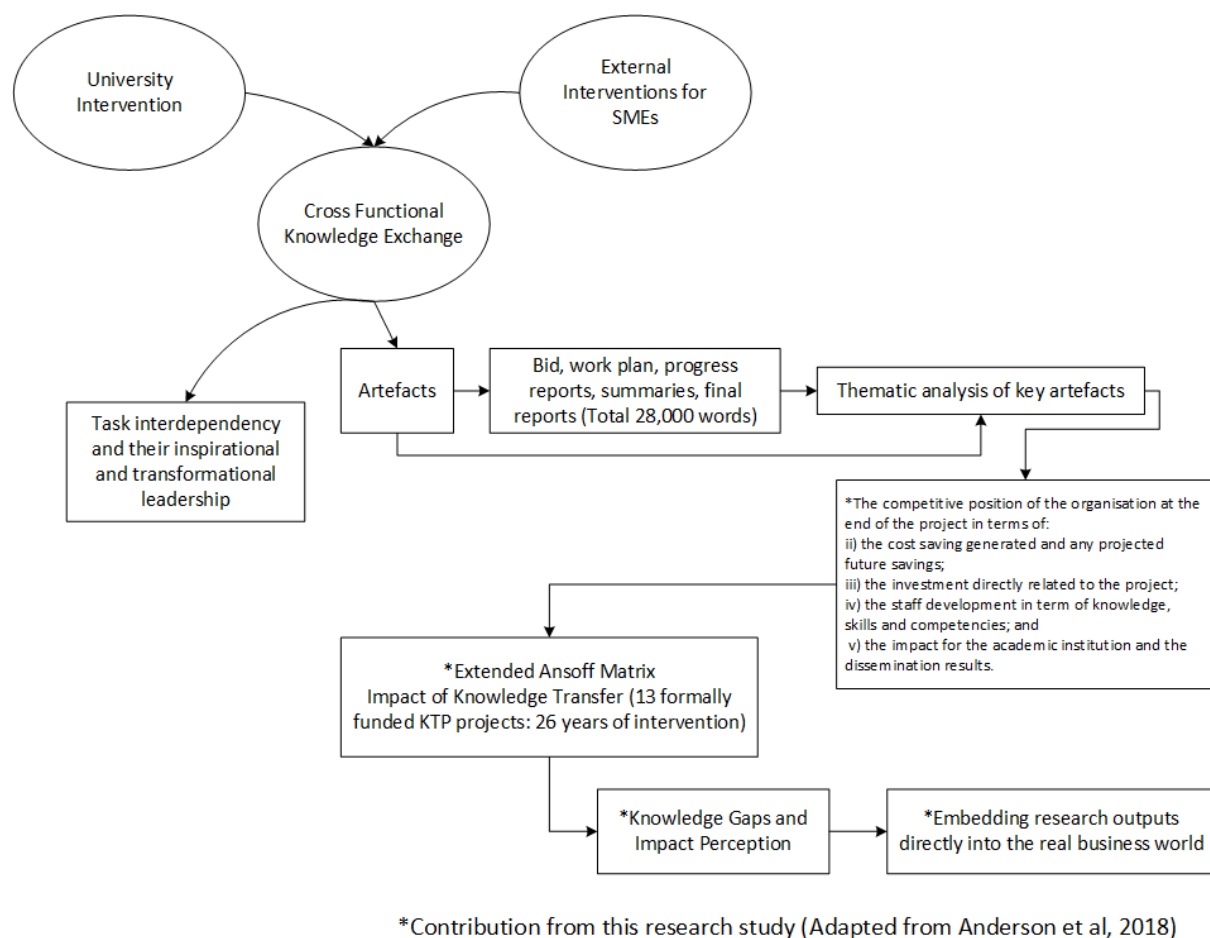 University
Intervention
External
Interventions for
SMEs
Cross Functional
Knowledge Exchange
Artefacts
Bid, work plan, progress
reports, summaries, final
reports (Total 28,000 words)
Thematic analysis of key artefacts
Task interdependency
and their inspirational
and transformational
leadership
*The competitive position of the organisation at the
end of the project in terms of:
ii) the cost saving generated and any projected
future savings;
iii) the investment directly related to the project;
iv) the staff development in term of knowledge,
skills and competencies; and
v) the impact for the academic institution and the
dissemination results.
*Extended Ansoff Matrix
Impact of Knowledge Transfer (13 formally
funded KTP projects: 26 years of intervention)
*Knowledge Gaps and
Impact Perception
*Embedding research outputs
directly into the real business world
*Contribution from this research study (Adapted from Anderson et al, 2018)